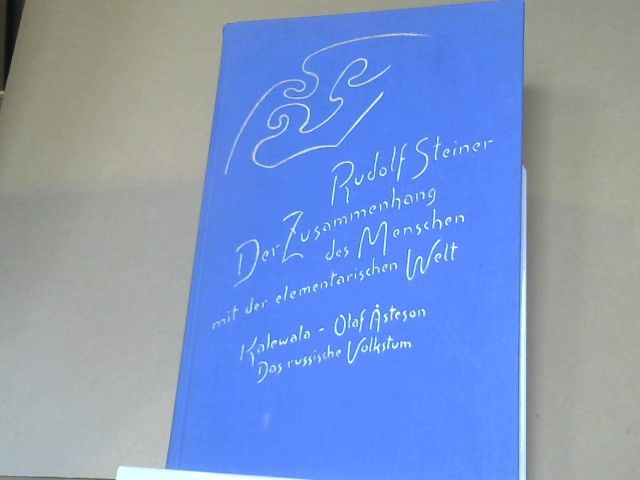 Rudolf Steiner
Der Zusammenhang
des Menschen
mit der elementarischen Welt
Kalewala - Olaf Åsteson
Das russische Volkstum